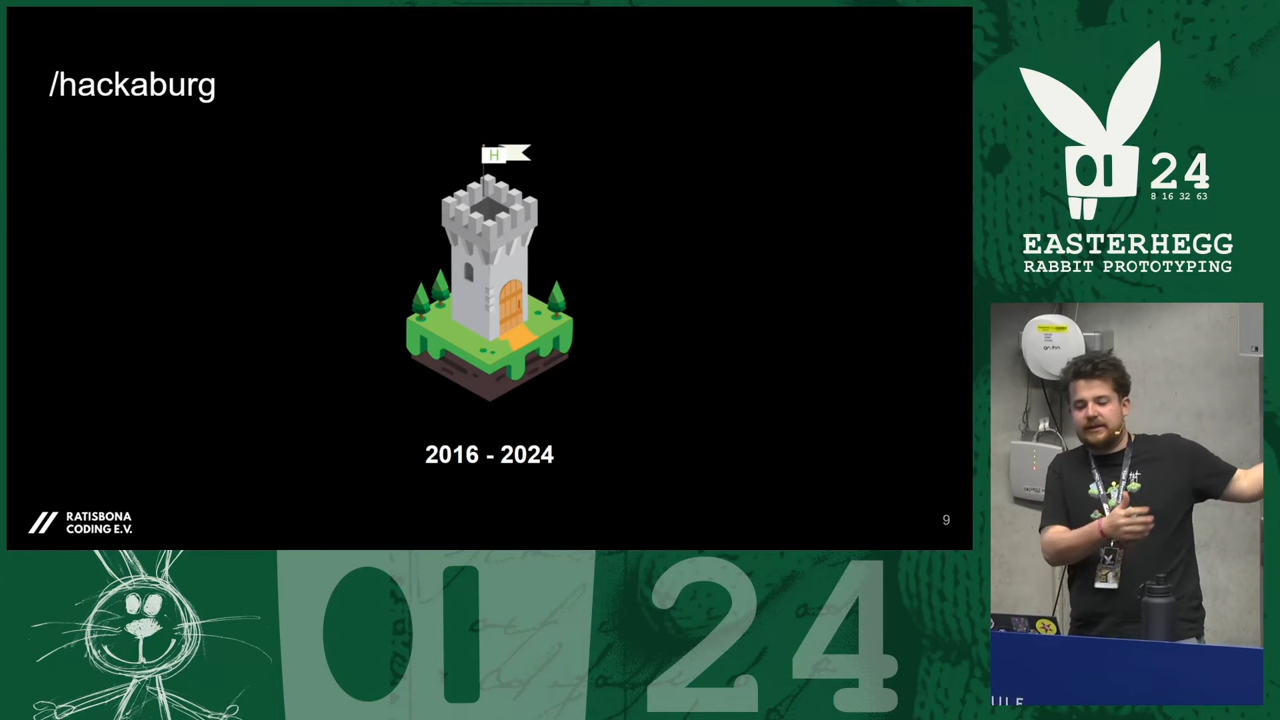 /hackaburg
H
2016 - 2024
RATISBONA
CODING E.V.
9
24
8 16 32 63
EASTERHEGG
RABBIT PROTOTYPING
24